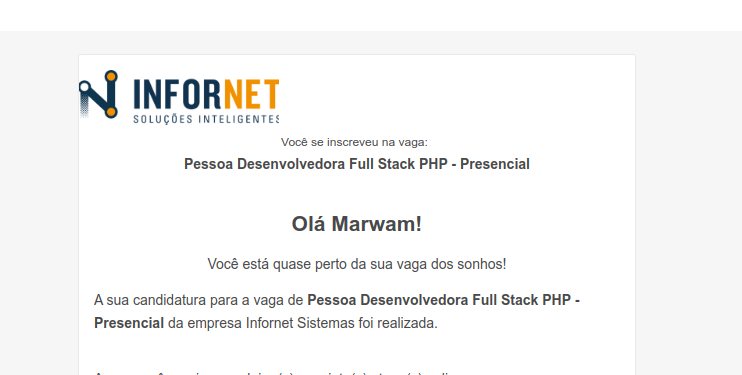 INFORNET
SOLUÇÕES INTELIGENTES
Você se inscreveu na vaga:
Pessoa Desenvolvedora Full Stack PHP - Presencial
Olá Marwam!
Você está quase perto da sua vaga dos sonhos!
A sua candidatura para a vaga de Pessoa Desenvolvedora Full Stack PHP -
Presencial da empresa Infornet Sistemas foi realizada.